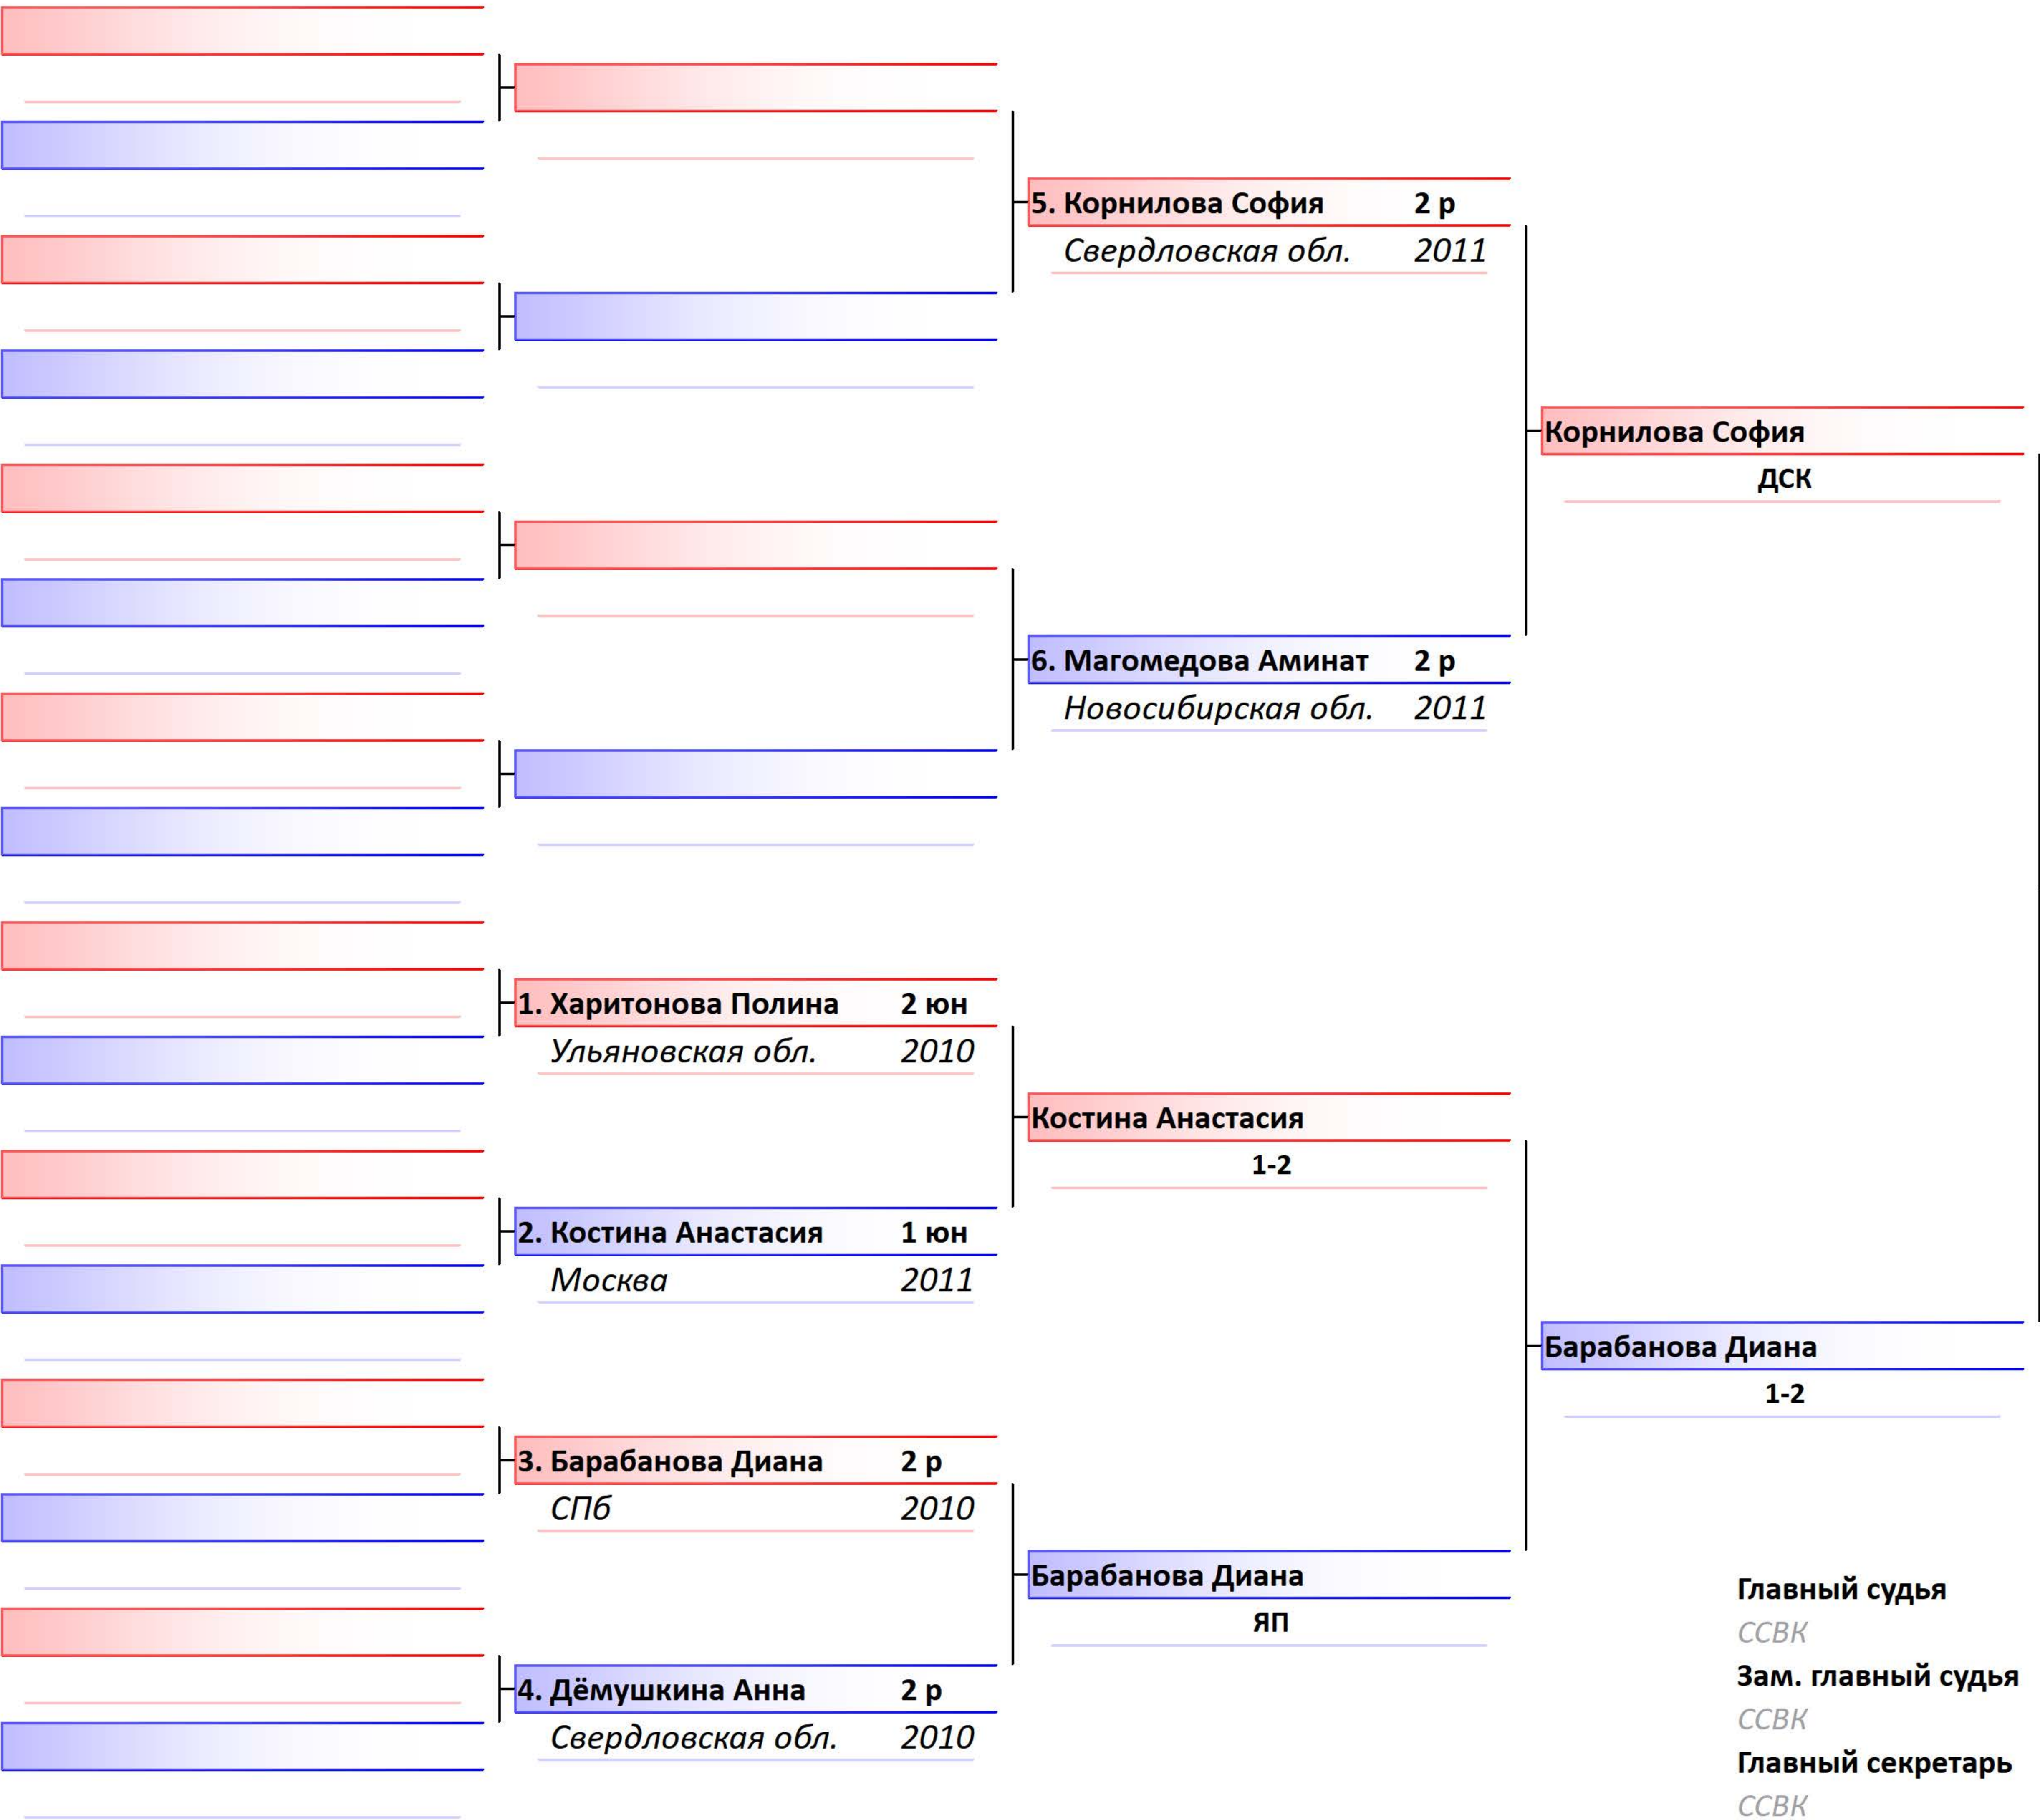 5. Корнилова София 2 р
Свердловская обл. 2011
Корнилова София
ДСК
6. Магомедова Аминат 2 р
Новосибирская обл. 2011
1. Харитонова Полина 2 юн
Ульяновская обл. 2010
Костина Анастасия
1-2
2. Костина Анастасия 1 юн
Москва 2011
Барабанова Диана
1-2
3. Барабанова Диана 2 р
СПб 2010
Барабанова Диана
ЯП
4. Дёмушкина Анна 2 р
Свердловская обл. 2010
Главный судья
ССВК
Зам. главный судья
ССВК
Главный секретарь
ССВК